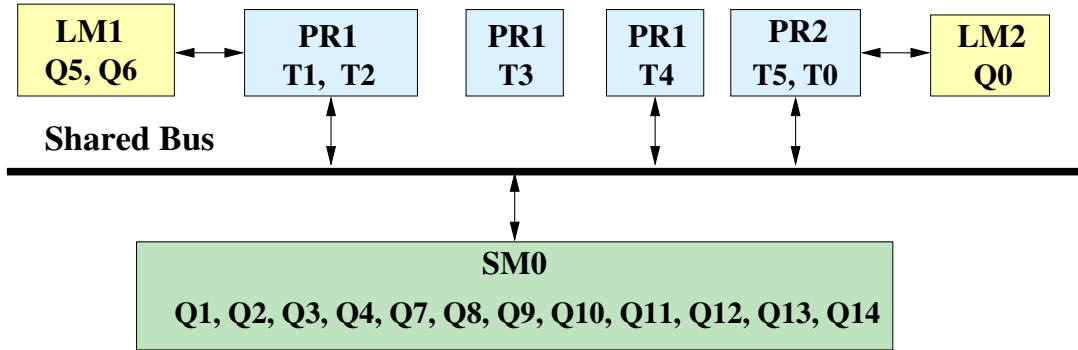 LM1
Q5, Q6
PR1
T1, T2
PR1
T3
PR1
T4
PR2
T5, T0
LM2
Q0
Shared Bus
SM0
Q1, Q2, Q3, Q4, Q7, Q8, Q9, Q10, Q11, Q12, Q13, Q14